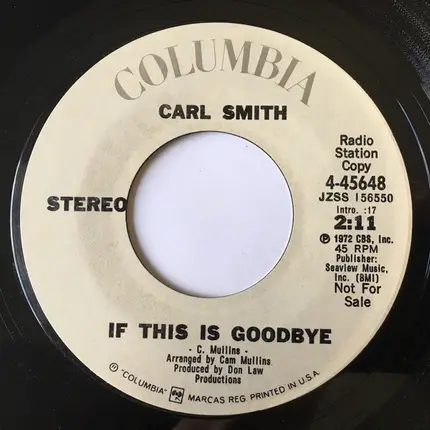 COLUMBIA
CARL SMITH
STEREO
Radio
Station
Copy
4-45648
JZSS 156550
Intro. :17
2:11
Ⓟ 1972 CBS, Inc.
45 RPM
Publisher:
Seaview Music,
Inc. (BMI)
Not For
Sale
IF THIS IS GOODBYE
- C. Mullins -
Arranged by Cam Mullins
Produced by Don Law
Productions
Ⓟ "COLUMBIA" MARCAS REG. PRINTED IN U.S.A.